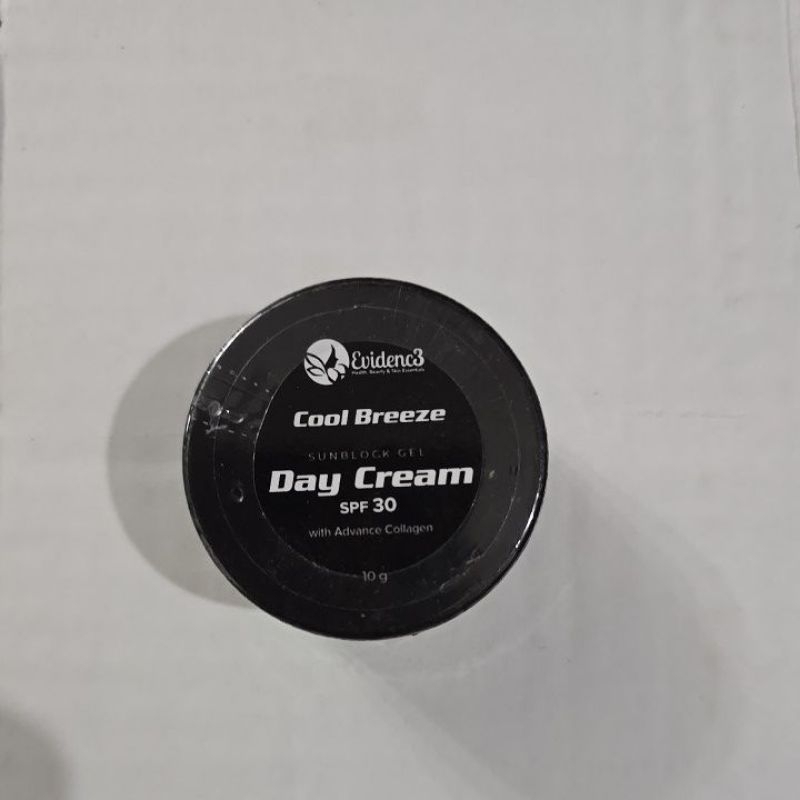 Evidenc3
Health, Beauty & Skin Essentials
Cool Breeze
SUNBLOCK GEL
Day Cream
SPF 30
with Advance Collagen
10 g